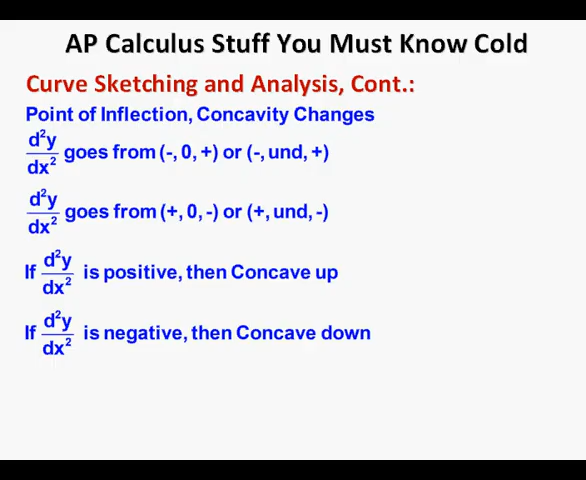 AP Calculus Stuff You Must Know Cold
Curve Sketching and Analysis, Cont.:
Point of Inflection, Concavity Changes
d²y/dx² goes from (-, 0, +) or (-, und, +)
d²y/dx² goes from (+, 0, -) or (+, und, -)
If d²y/dx² is positive, then Concave up
If d²y/dx² is negative, then Concave down